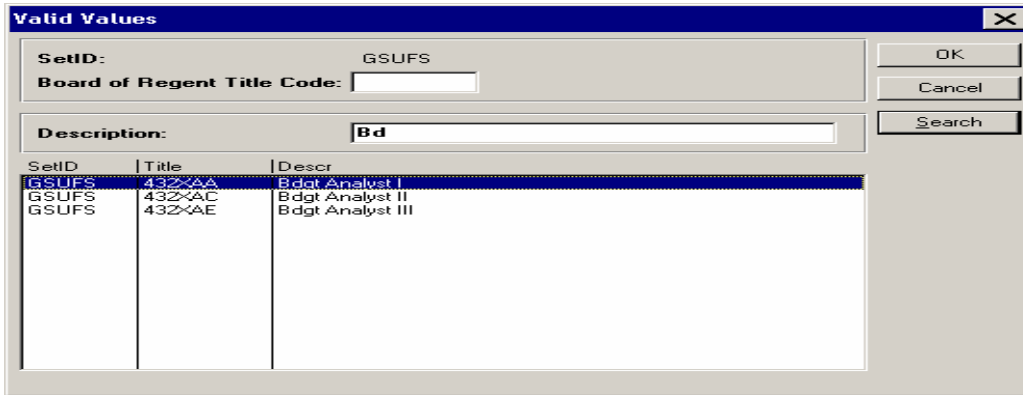 Valid Values
SetID: GSUFS OK
Board of Regent Title Code: Cancel
Description: Bd Search
SetID Title Descr
GSUFS 432XAA Bdgt Analyst I
GSUFS 432XAC Bdgt Analyst II
GSUFS 432XAE Bdgt Analyst III